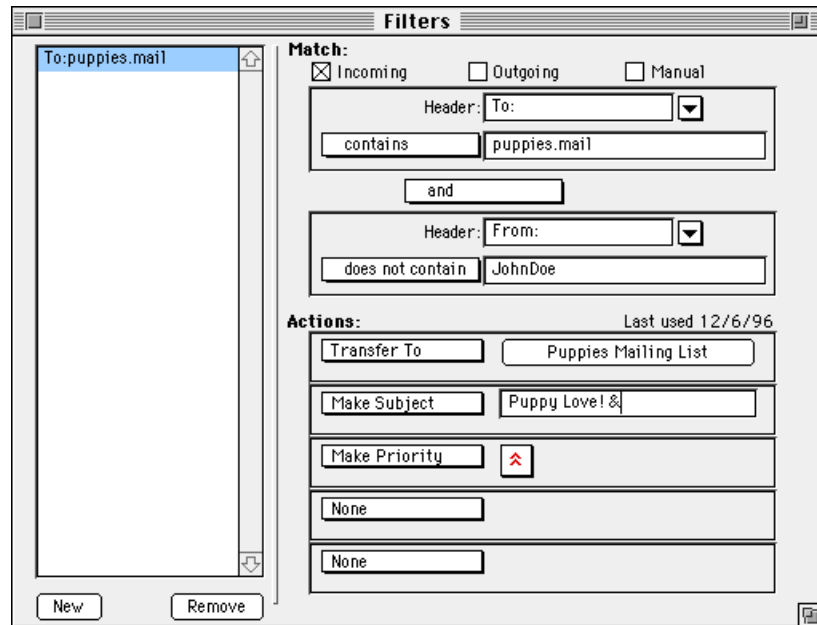 Filters
To:puppies.mail
New
Remove
Match:
Incoming Outgoing Manual
Header: To:
contains puppies.mail
and
Header: From:
does not contain JohnDoe
Actions: Last used 12/6/96
Transfer To Puppies Mailing List
Make Subject Puppy Love! &
Make Priority
None
None